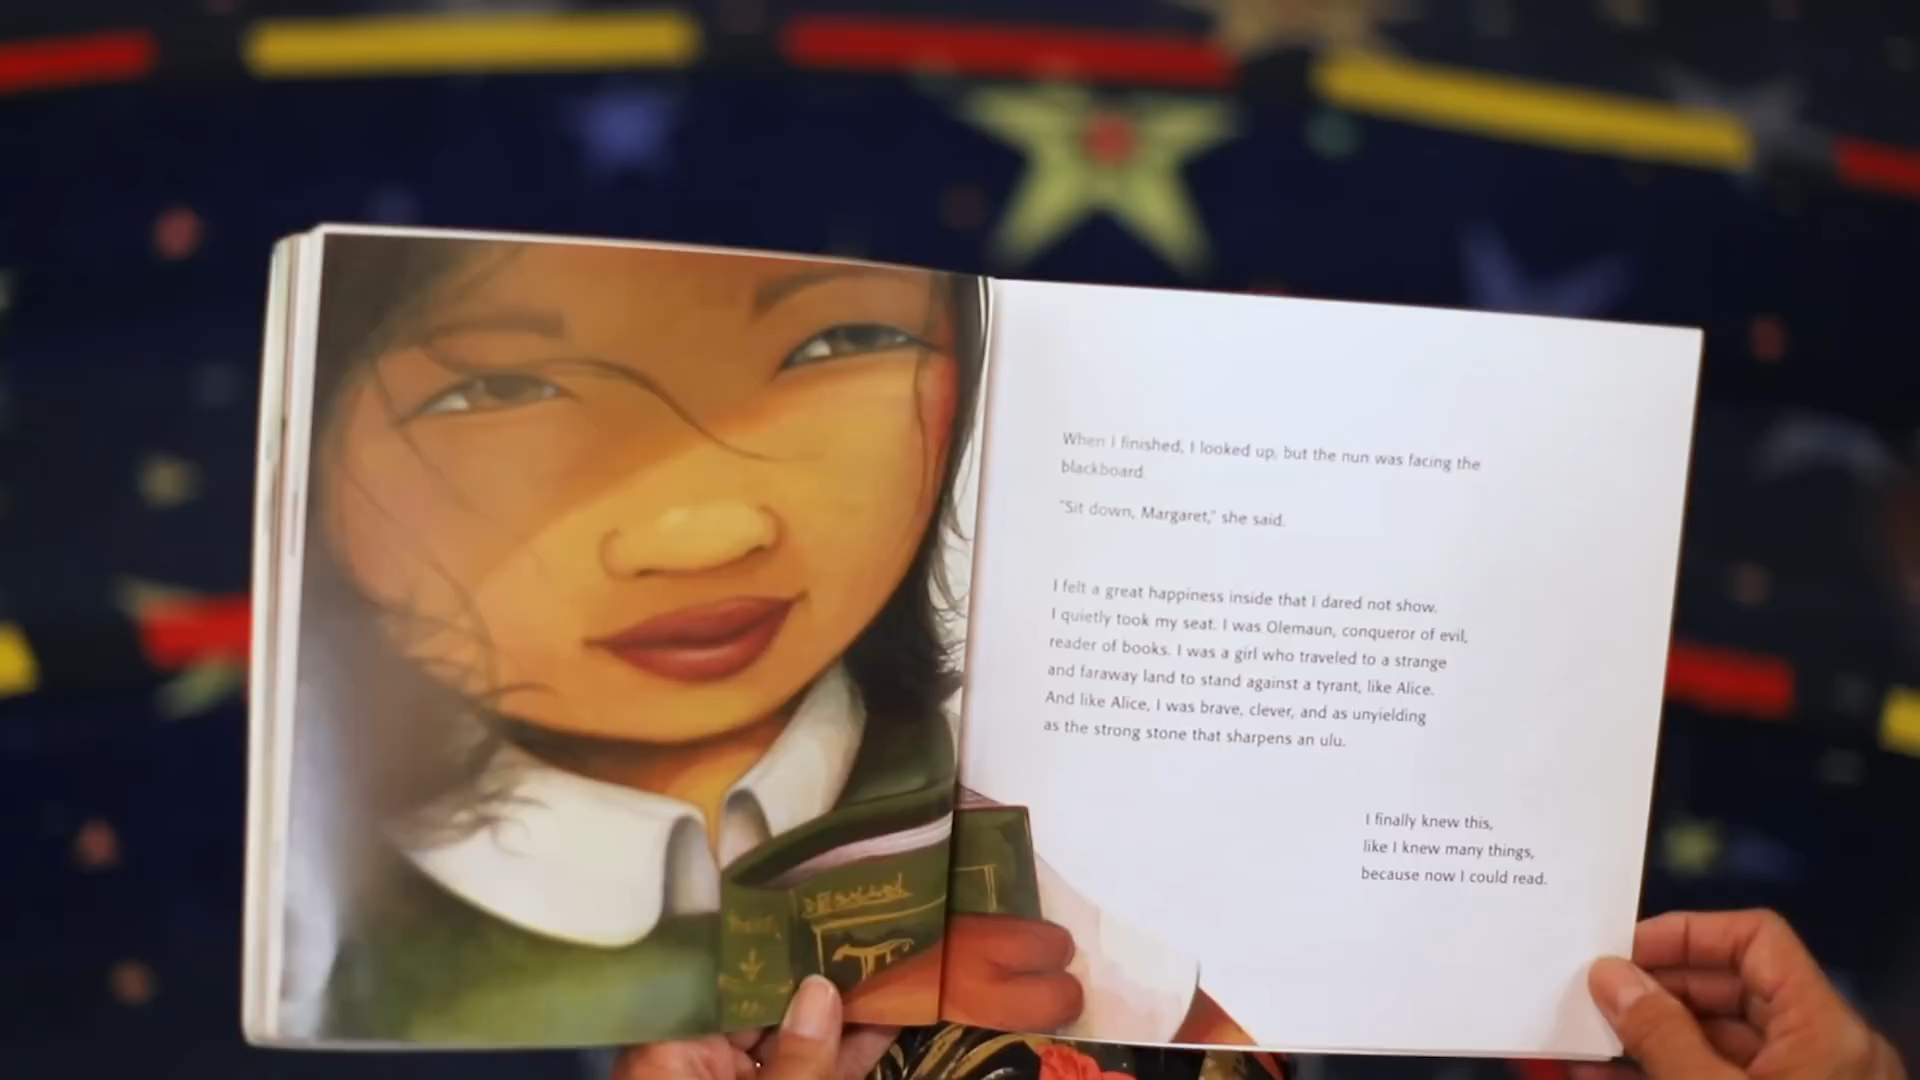 When I finished, I looked up, but the nun was facing the
blackboard.
"Sit down, Margaret," she said.
I felt a great happiness inside that I dared not show.
I quietly took my seat. I was Olemaun, conqueror of evil,
reader of books. I was a girl who traveled to a strange
and faraway land to stand against a tyrant, like Alice.
And like Alice, I was brave, clever, and as unyielding
as the strong stone that sharpens an ulu.
I finally knew this,
like I knew many things,
because now I could read.